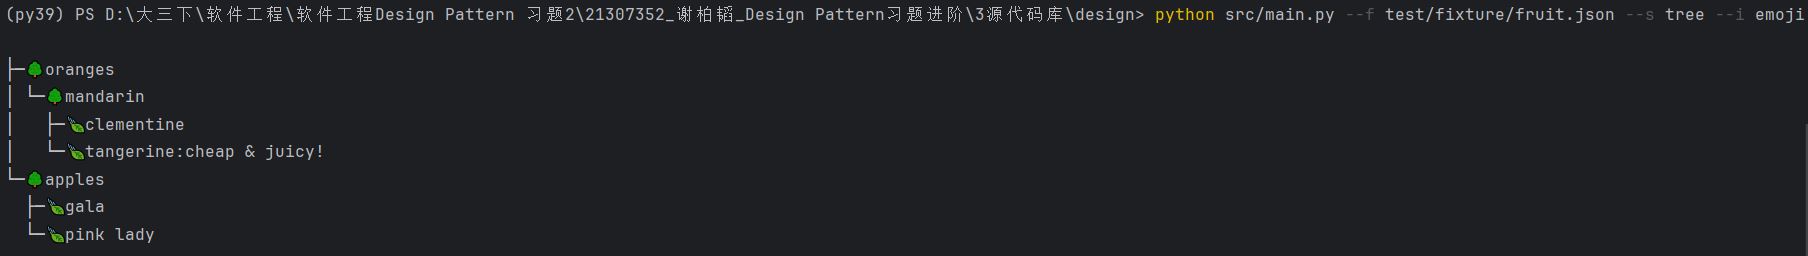 (py39) PS D:\大三下\软件工程\软件工程Design Pattern 习题2\21307352_谢柏韬_Design Pattern习题进阶\3源代码库\design> python src/main.py --f test/fixture/fruit.json --s tree --i emoji
├─🌳oranges
│ └─🌳mandarin
│   ├─🍃clementine
│   └─🍃tangerine:cheap & juicy!
└─🌳apples
  ├─🍃gala
  └─🍃pink lady